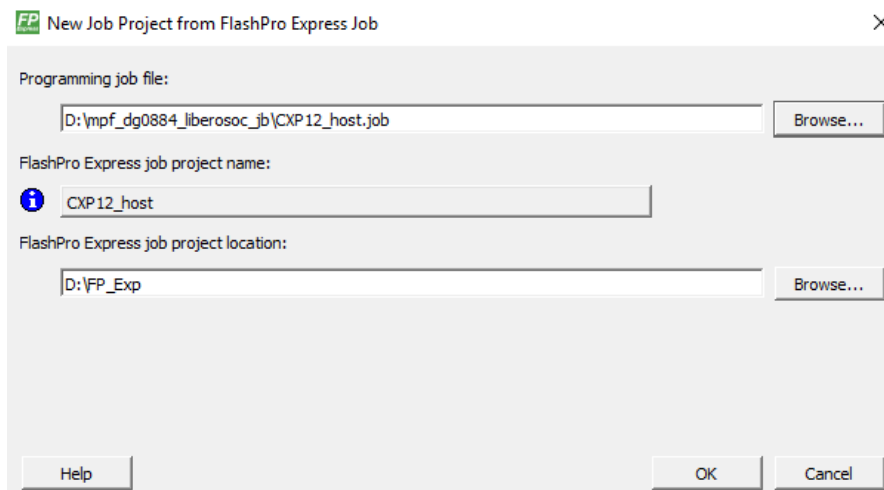 FP Express New Job Project from FlashPro Express Job
Programming job file:
D:\mpf_dg0884_liberosoc_jb\CXP12_host.job Browse...
FlashPro Express job project name:
i CXP12_host
FlashPro Express job project location:
D:\FP_Exp Browse...
Help OK Cancel